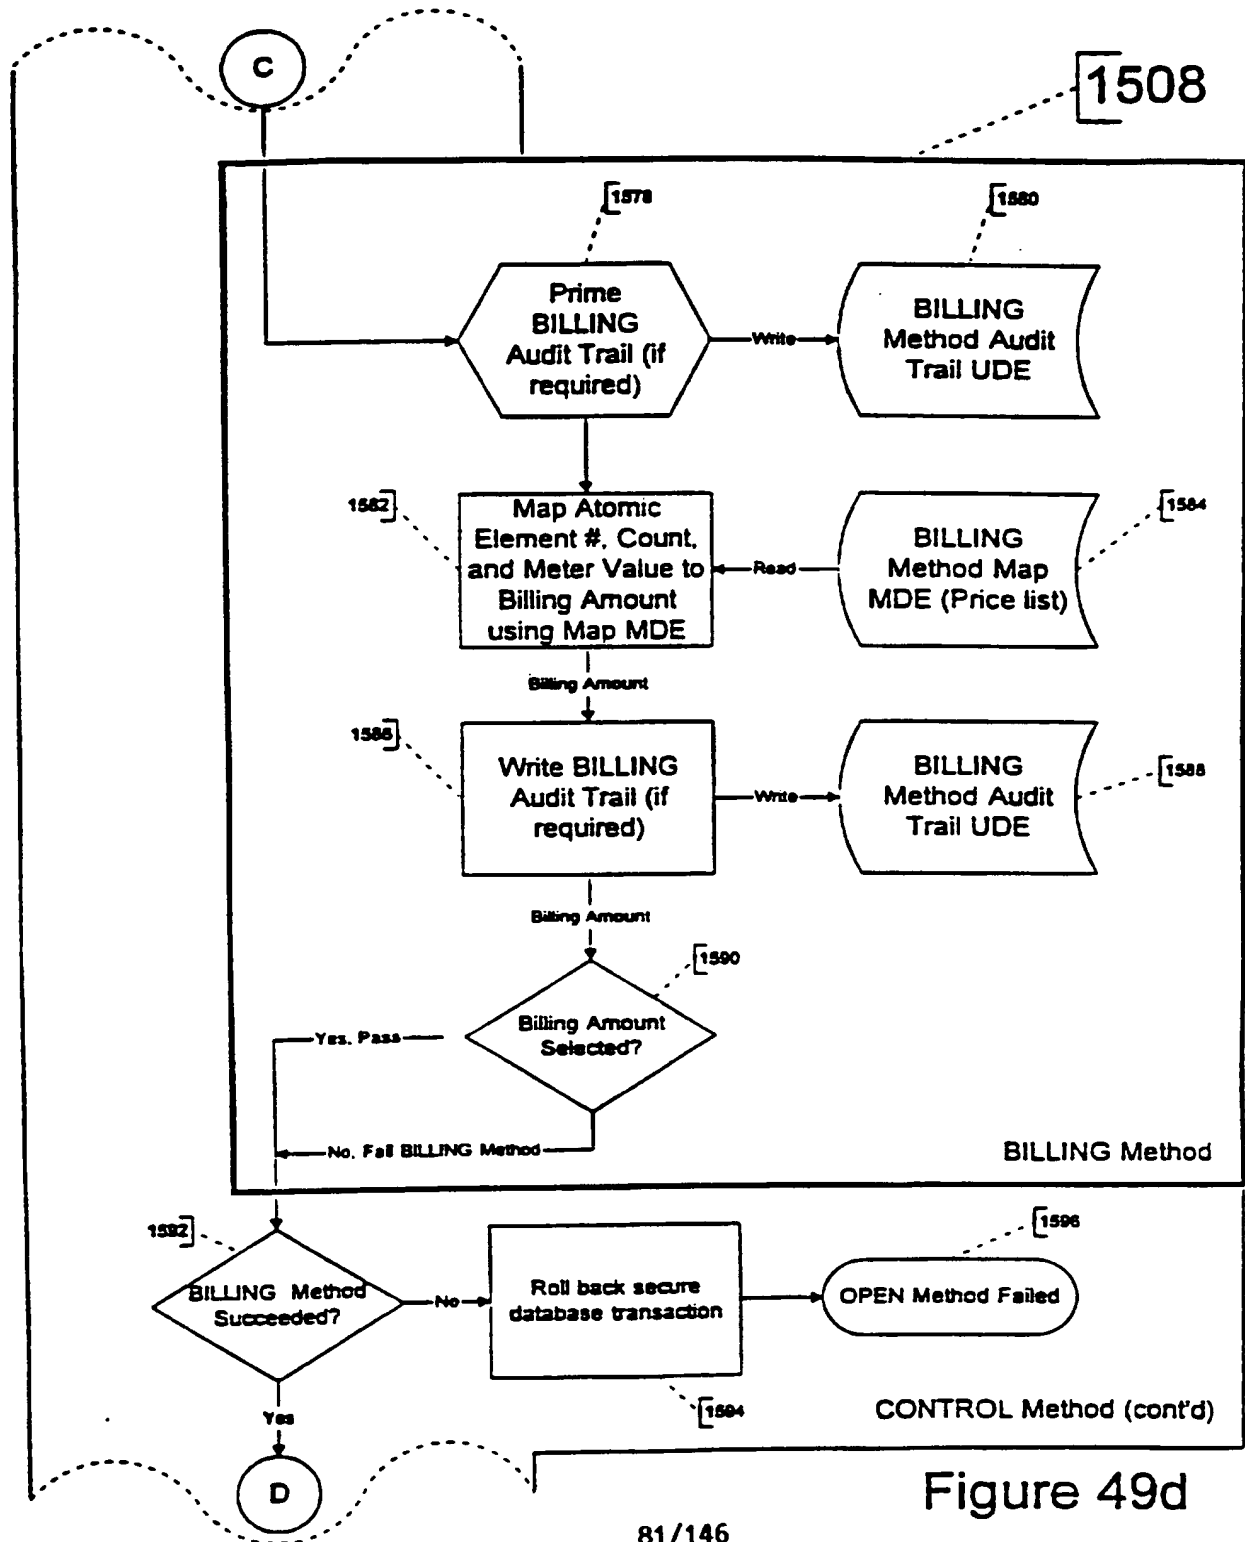 C
1508
1578
1580
Prime
BILLING
Audit Trail (if
required)
Write
BILLING
Method Audit
Trail UDE
1582
1584
Map Atomic
Element #, Count,
and Meter Value to
Billing Amount
using Map MDE
Read
BILLING
Method Map
MDE (Price list)
Billing Amount
1586
1588
Write BILLING
Audit Trail (if
required)
Write
BILLING
Method Audit
Trail UDE
Billing Amount
1590
Billing Amount
Selected?
Yes, Pass
No, Fail BILLING Method
BILLING Method
1592
1596
BILLING Method
Succeeded?
No
Roll back secure
database transaction
OPEN Method Failed
1594
Yes
CONTROL Method (cont'd)
D
Figure 49d
81/146